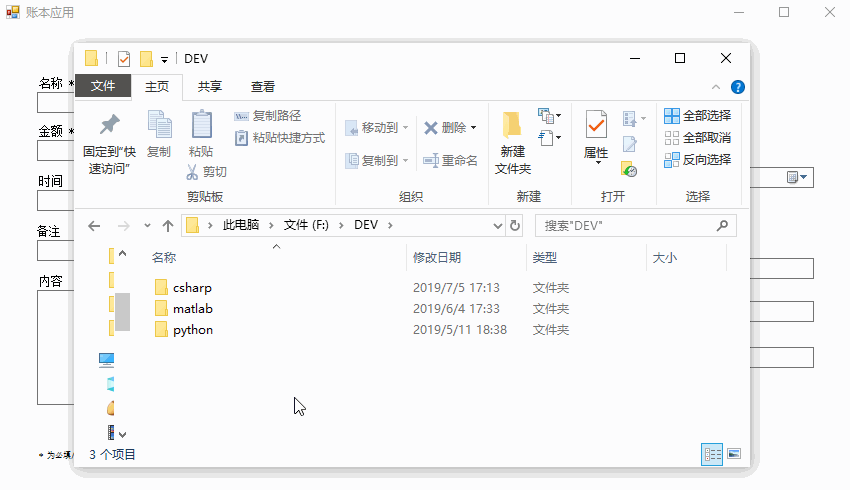 账本应用
DEV
文件 主页 共享 查看
名称 *
金额 *
时间
备注
内容
* 为必填
固定到"快速访问"
复制
粘贴
复制路径
粘贴快捷方式
剪切
剪贴板
移动到
复制到
删除
重命名
组织
新建
文件夹
新建
属性
打开
全部选择
全部取消
反向选择
选择
此电脑 文件 (F:) DEV
搜索"DEV"
名称 修改日期 类型 大小
csharp 2019/7/5 17:13 文件夹
matlab 2019/6/4 17:33 文件夹
python 2019/5/11 18:38 文件夹
3 个项目